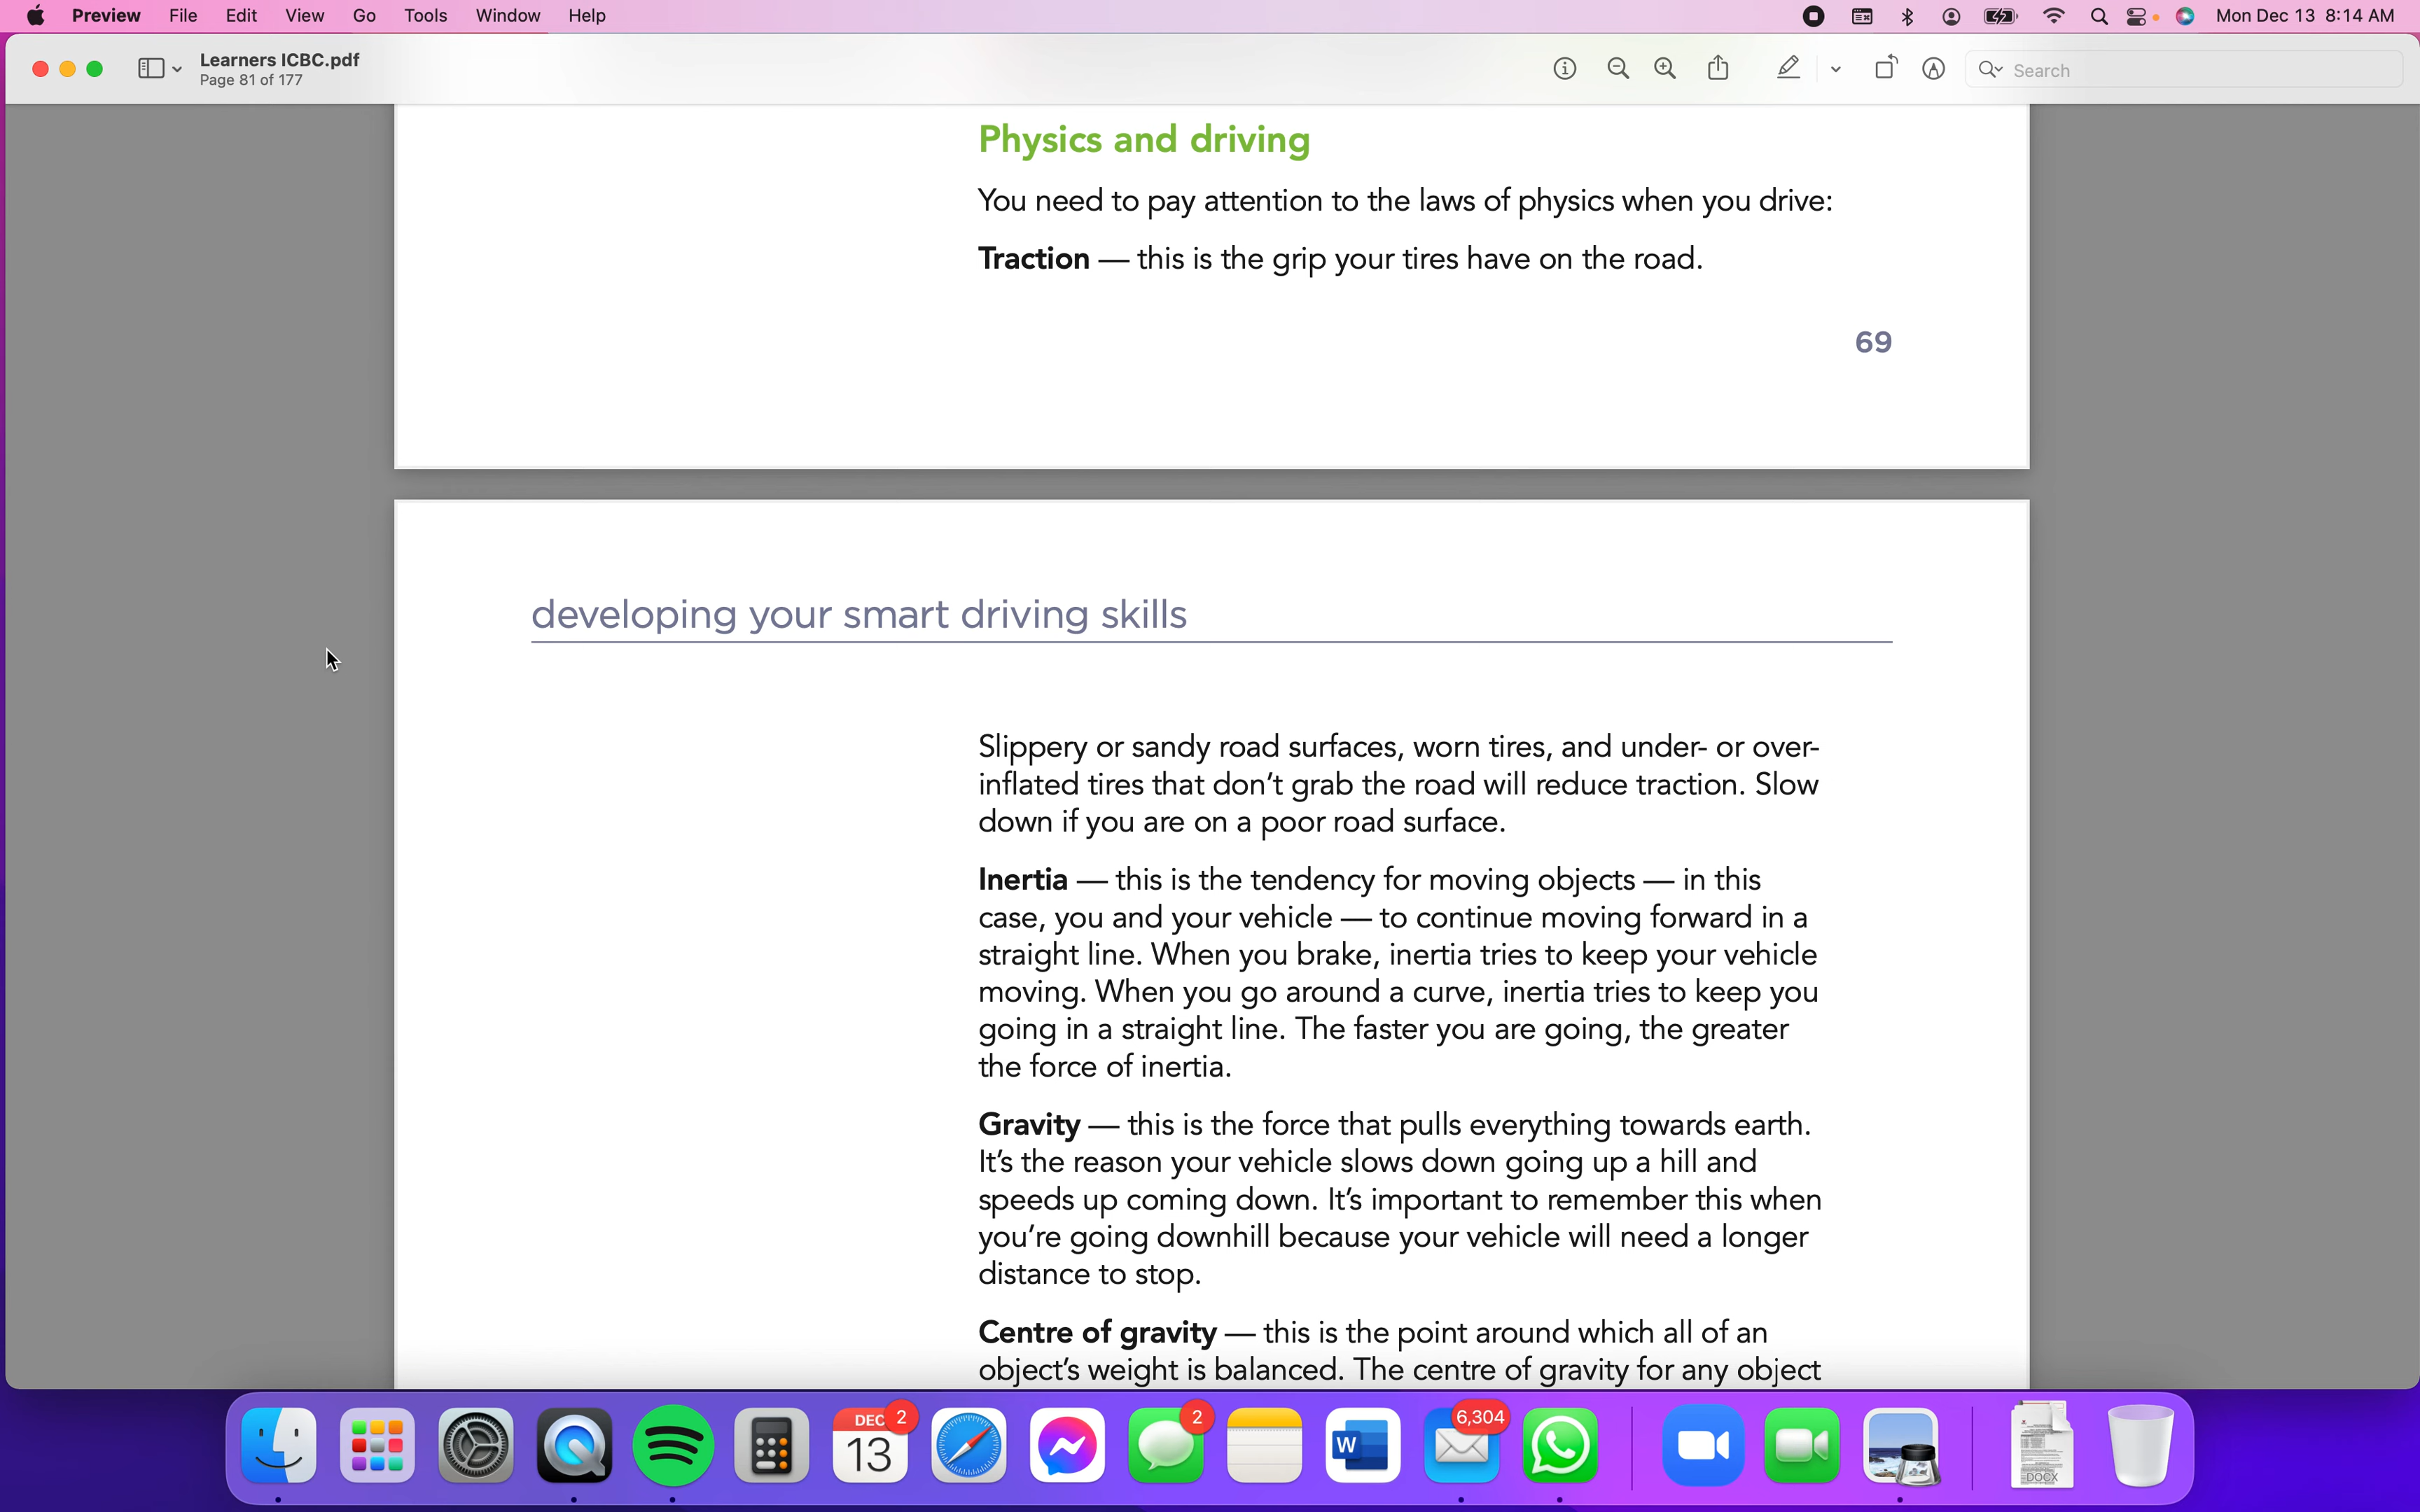 Preview File Edit View Go Tools Window Help Mon Dec 13 8:14 AM
Learners ICBC.pdf
Page 81 of 177
Search
Physics and driving
You need to pay attention to the laws of physics when you drive:
Traction — this is the grip your tires have on the road.
69
developing your smart driving skills
Slippery or sandy road surfaces, worn tires, and under- or over-
inflated tires that don't grab the road will reduce traction. Slow
down if you are on a poor road surface.
Inertia — this is the tendency for moving objects — in this
case, you and your vehicle — to continue moving forward in a
straight line. When you brake, inertia tries to keep your vehicle
moving. When you go around a curve, inertia tries to keep you
going in a straight line. The faster you are going, the greater
the force of inertia.
Gravity — this is the force that pulls everything towards earth.
It's the reason your vehicle slows down going up a hill and
speeds up coming down. It's important to remember this when
you're going downhill because your vehicle will need a longer
distance to stop.
Centre of gravity — this is the point around which all of an
object's weight is balanced. The centre of gravity for any object
DEC 2 2 6,304
13 W DOCX